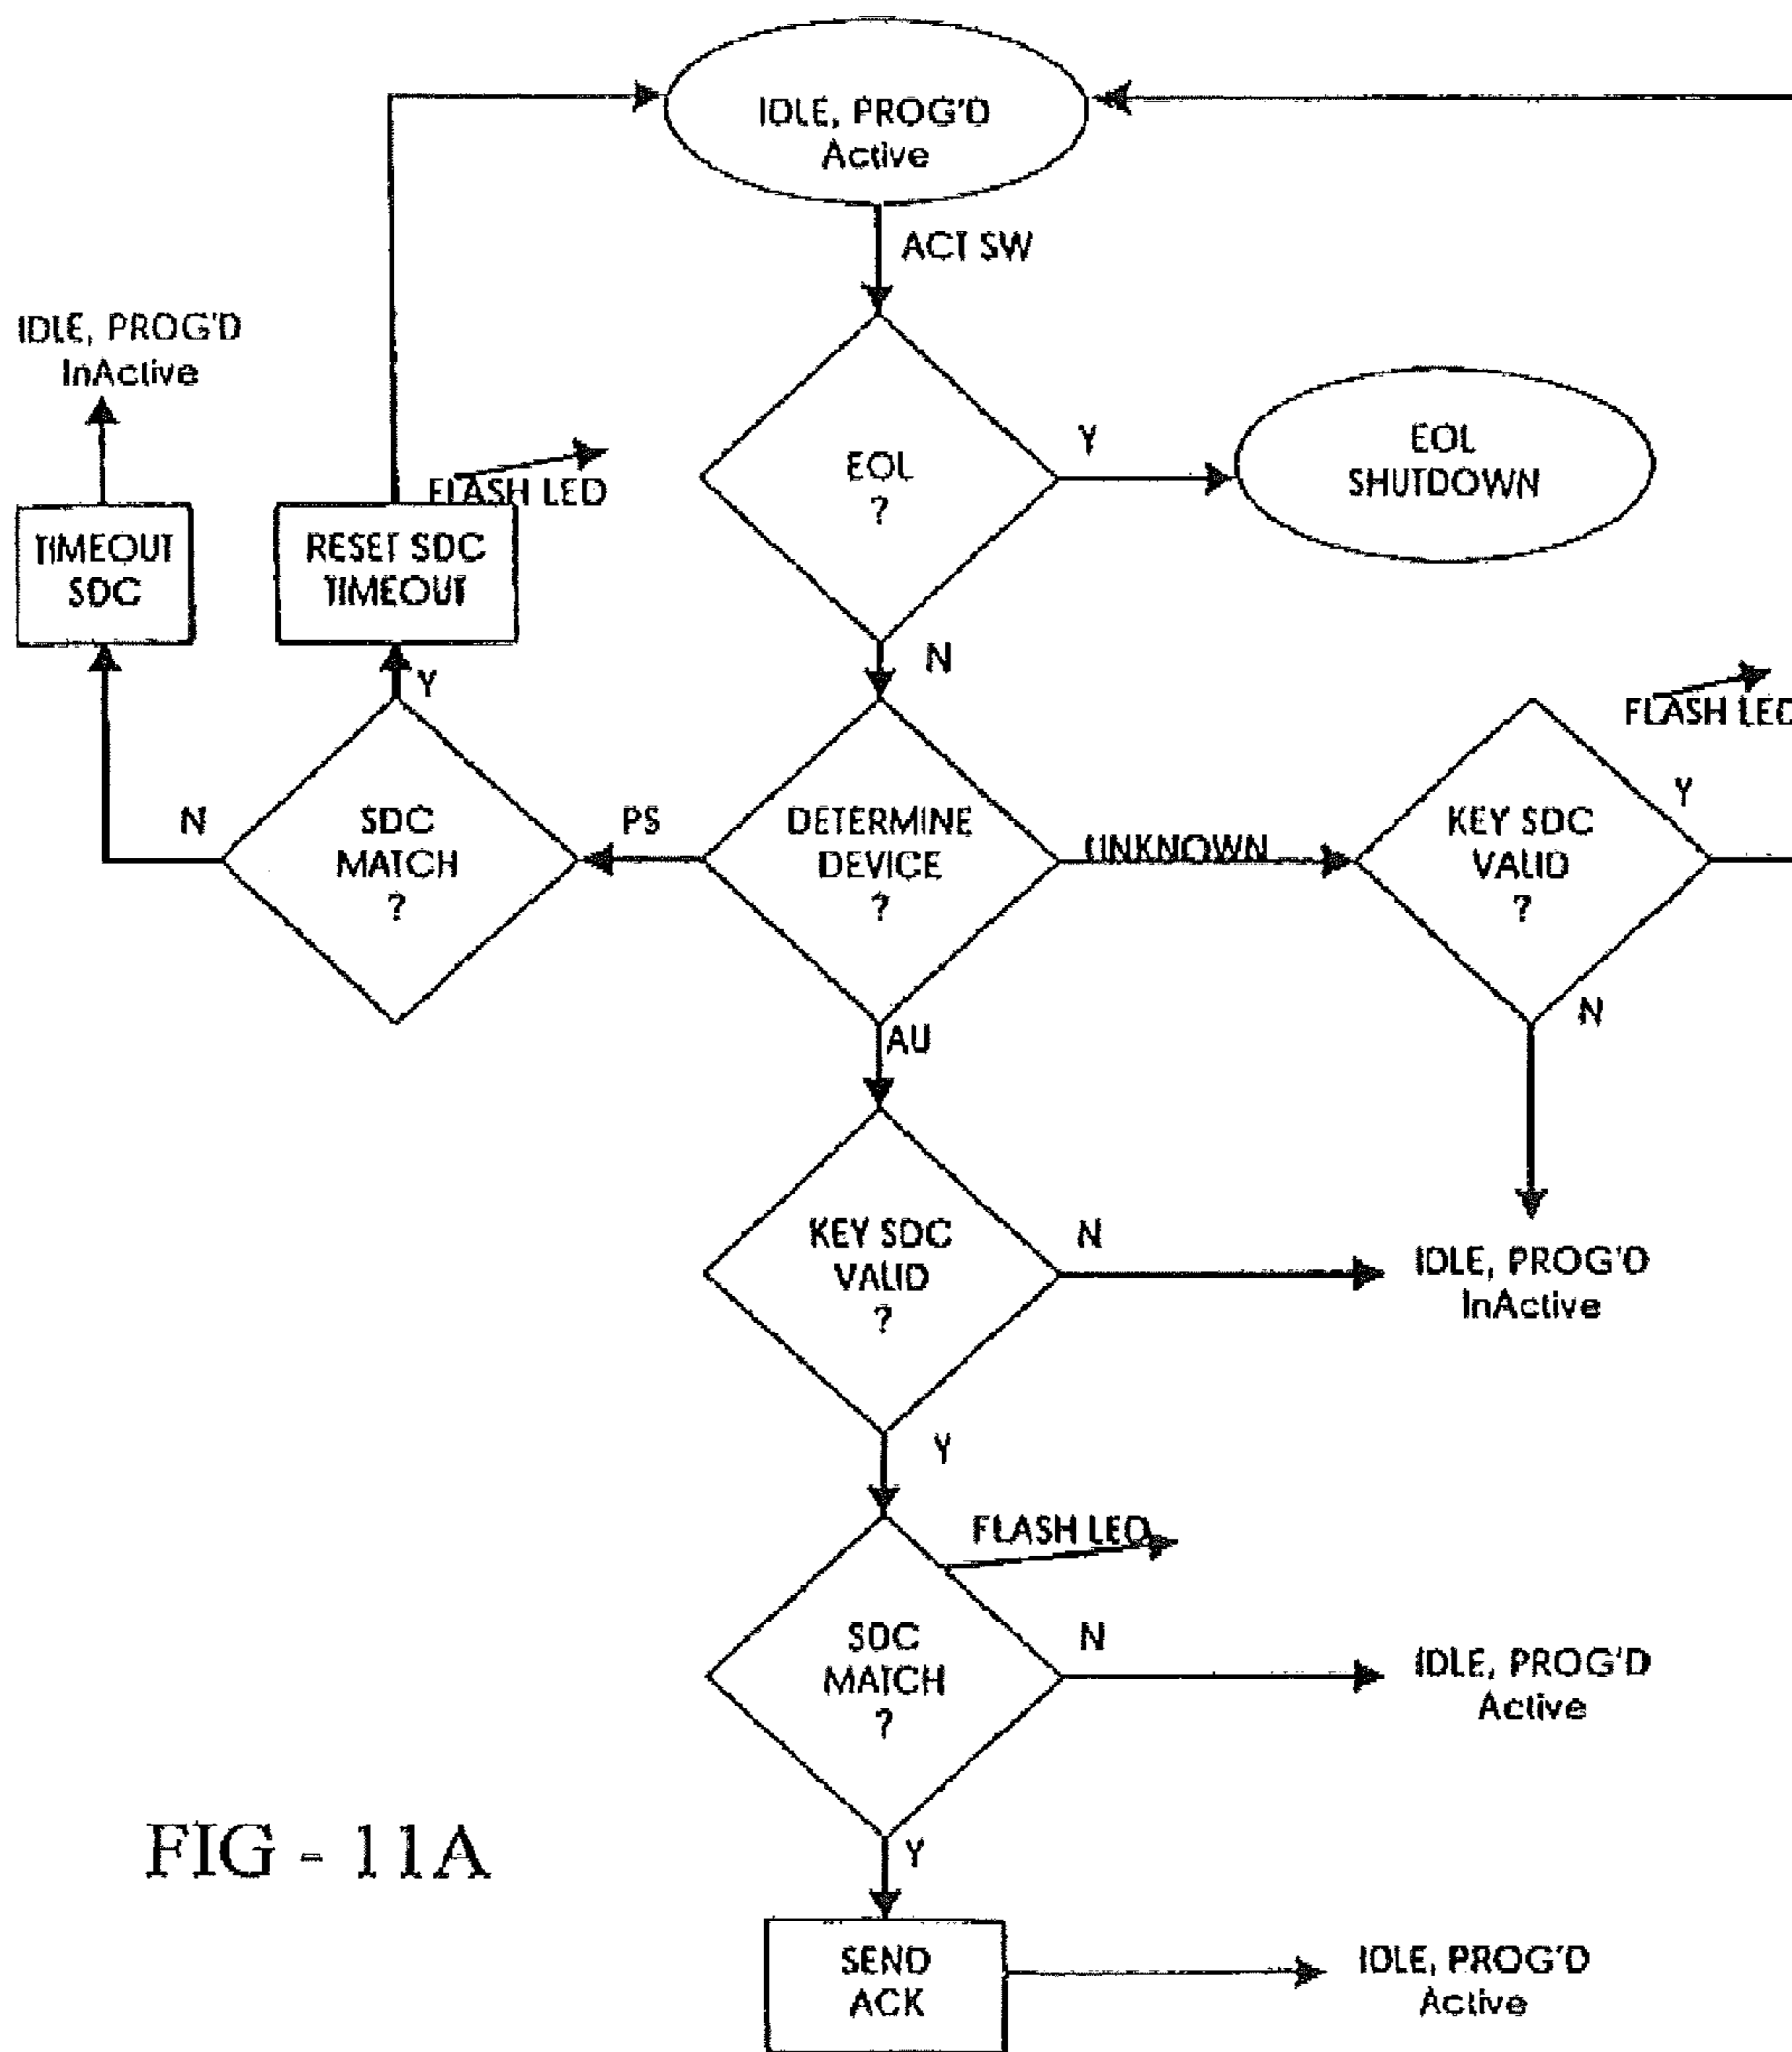 IDLE, PROG'D
Active
ACT SW
IDLE, PROG'D
InActive
EOL
?
Y
EOL
SHUTDOWN
FLASH LED
TIMEOUT
SDC
RESET SDC
TIMEOUT
N
Y
FLASH LED
N
SDC
MATCH
?
PS
DETERMINE
DEVICE
?
UNKNOWN
KEY SDC
VALID
?
Y
N
AU
KEY SDC
VALID
?
N
IDLE, PROG'D
InActive
Y
FLASH LED
SDC
MATCH
?
N
IDLE, PROG'D
Active
Y
FIG - 11A
SEND
ACK
IDLE, PROG'D
Active